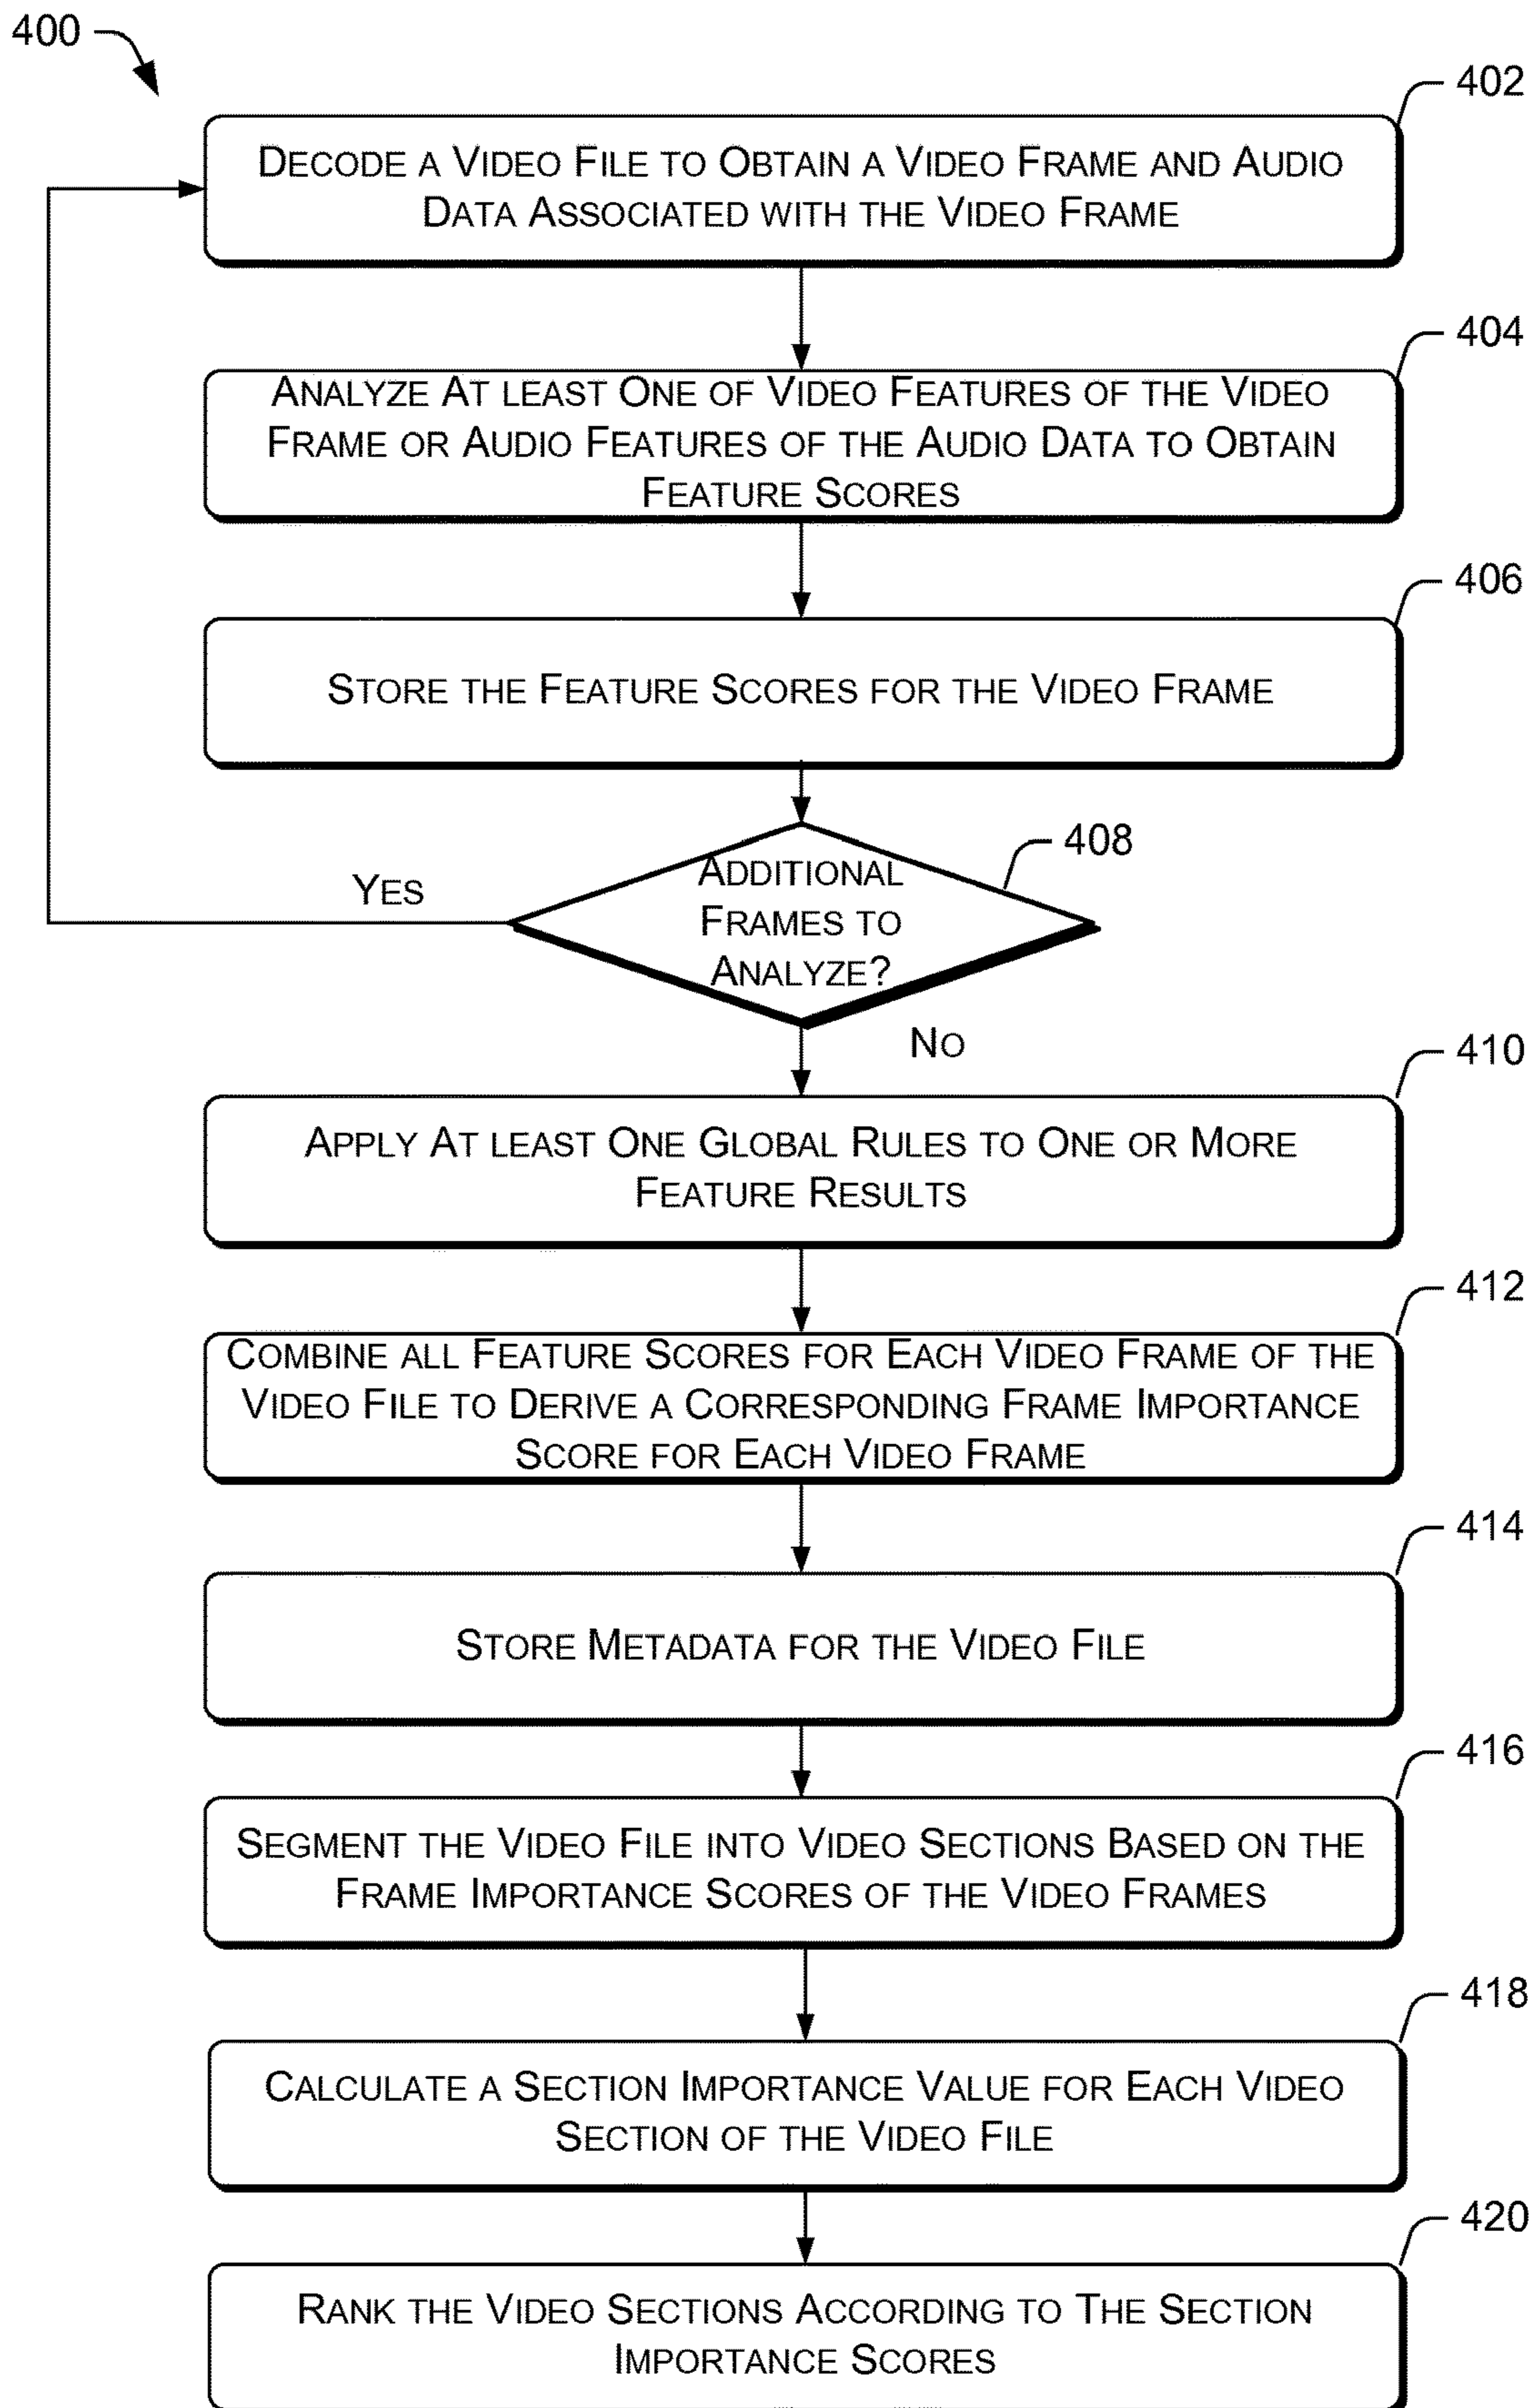 400
402
DECODE A VIDEO FILE TO OBTAIN A VIDEO FRAME AND AUDIO
DATA ASSOCIATED WITH THE VIDEO FRAME
404
ANALYZE AT LEAST ONE OF VIDEO FEATURES OF THE VIDEO
FRAME OR AUDIO FEATURES OF THE AUDIO DATA TO OBTAIN
FEATURE SCORES
406
STORE THE FEATURE SCORES FOR THE VIDEO FRAME
408
ADDITIONAL
FRAMES TO
ANALYZE?
YES
NO
410
APPLY AT LEAST ONE GLOBAL RULES TO ONE OR MORE
FEATURE RESULTS
412
COMBINE ALL FEATURE SCORES FOR EACH VIDEO FRAME OF THE
VIDEO FILE TO DERIVE A CORRESPONDING FRAME IMPORTANCE
SCORE FOR EACH VIDEO FRAME
414
STORE METADATA FOR THE VIDEO FILE
416
SEGMENT THE VIDEO FILE INTO VIDEO SECTIONS BASED ON THE
FRAME IMPORTANCE SCORES OF THE VIDEO FRAMES
418
CALCULATE A SECTION IMPORTANCE VALUE FOR EACH VIDEO
SECTION OF THE VIDEO FILE
420
RANK THE VIDEO SECTIONS ACCORDING TO THE SECTION
IMPORTANCE SCORES